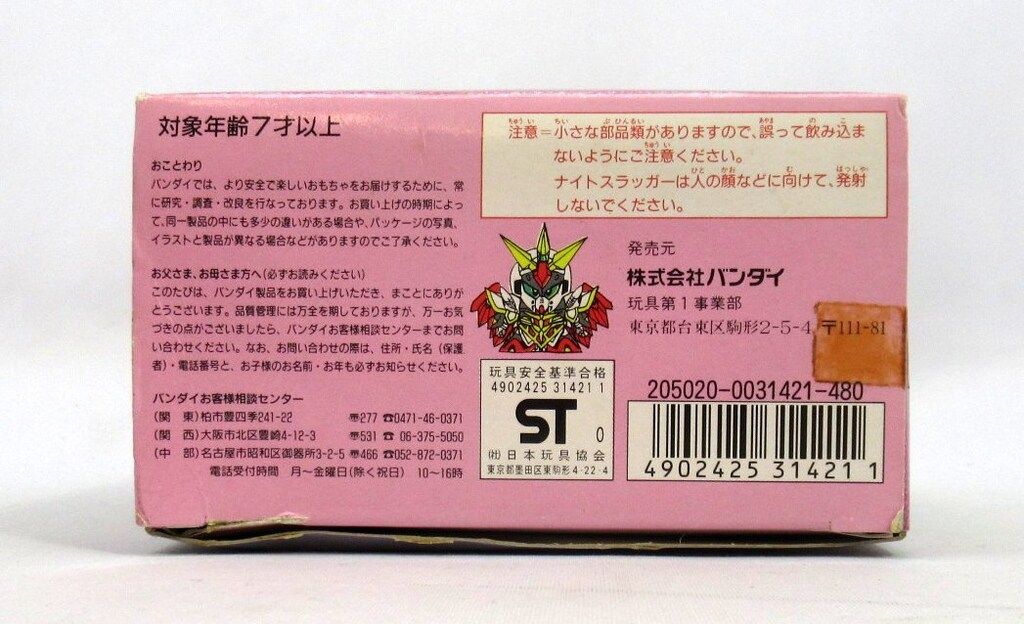 対象年齢7才以上
おことわり
バンダイでは、より安全で楽しいおもちゃをお届けするために、常
に研究・調査・改良を行なっております。お買い上げの時期によっ
て、同一製品の中にも多少の違いがある場合や、パッケージの写真、
イラストと製品が異なる場合などがありますのでご了承ください。
お父さま、お母さま方へ(必ずお読みください)
このたびは、バンダイ製品をお買い上げいただき、まことにありが
とうございます。品質管理には万全を期しておりますが、万一お気
づきの点がございましたら、バンダイお客様相談センターまでお問
い合わせください。なお、お問い合わせの際は、住所・氏名(保護
者)・電話番号と、お子様のお名前・お年も必ずお知らせください。
バンダイお客様相談センター
(関 東)柏市豊四季241-22 〠277 ☎0471-46-0371
(関 西)大阪市北区豊崎4-12-3 〠531 ☎06-375-5050
(中 部)名古屋市昭和区御器所3-2-5 〠466 ☎052-872-0371
電話受付時間 月〜金曜日(除く祝日) 10〜16時
注意=小さな部品類がありますので、誤って飲み込ま
ないようにご注意ください。
ナイトスラッガーは人の顔などに向けて、発射
しないでください。
発売元
株式会社バンダイ
玩具第1事業部
東京都台東区駒形2-5-4 〒111-81
玩具安全基準合格
4902425 31421 1
ST 0
㈳日本玩具協会
東京都墨田区東駒形4-22-4
205020-0031421-480
4902425 31421 1